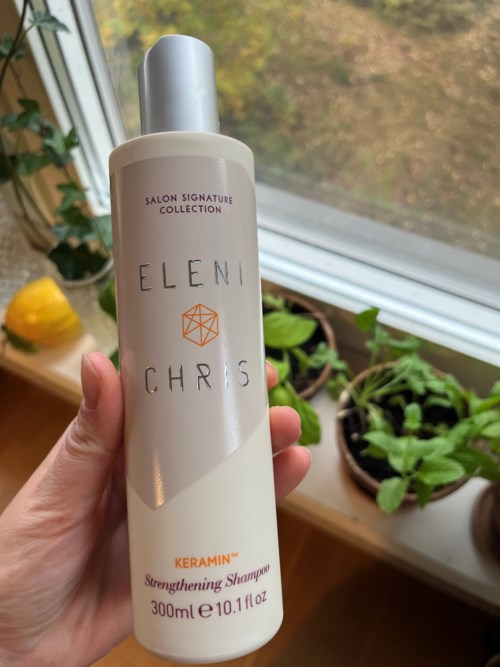 SALON SIGNATURE
COLLECTION
ELENI
CHRIS
KERAMIN™
Strengthening Shampoo
300ml ℮ 10.1 fl oz